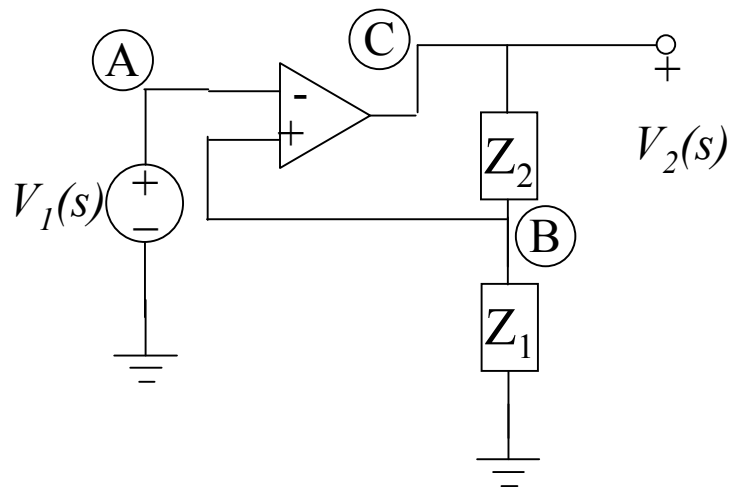 A
C
-
+
+
V₂(s)
Z₂
V₁(s)
+
−
B
Z₁